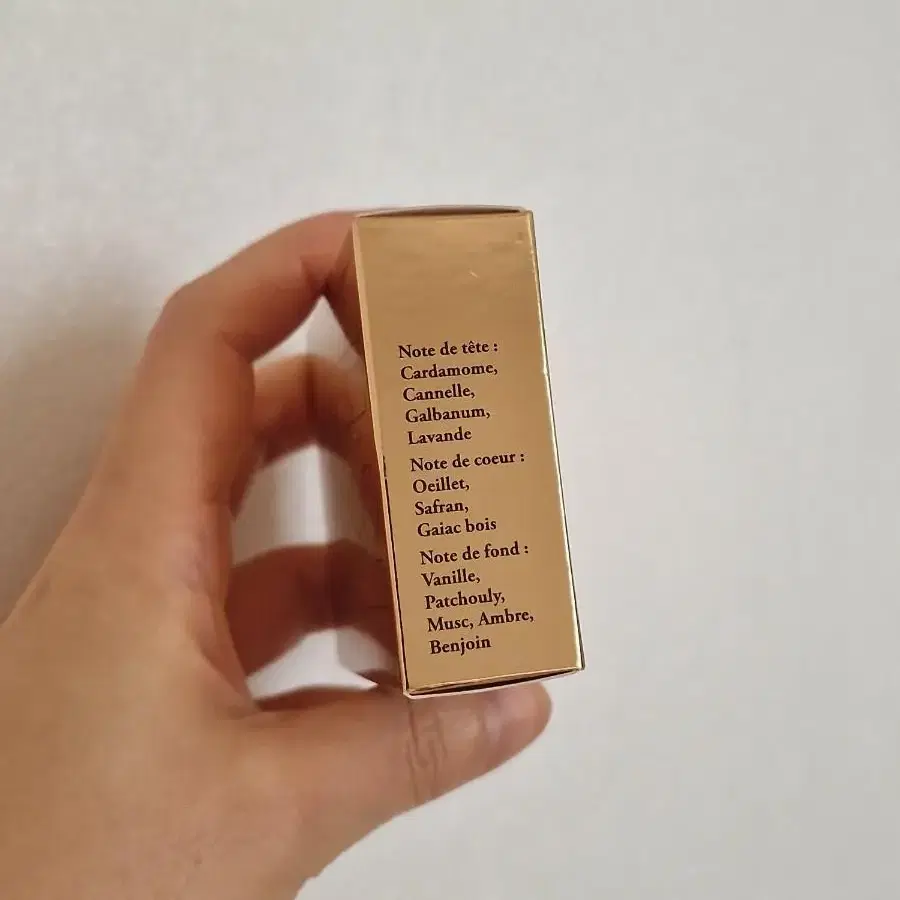 Note de tête :
Cardamome,
Cannelle,
Galbanum,
Lavande
Note de coeur :
Oeillet,
Safran,
Gaiac bois
Note de fond :
Vanille,
Patchouly,
Musc, Ambre,
Benjoin